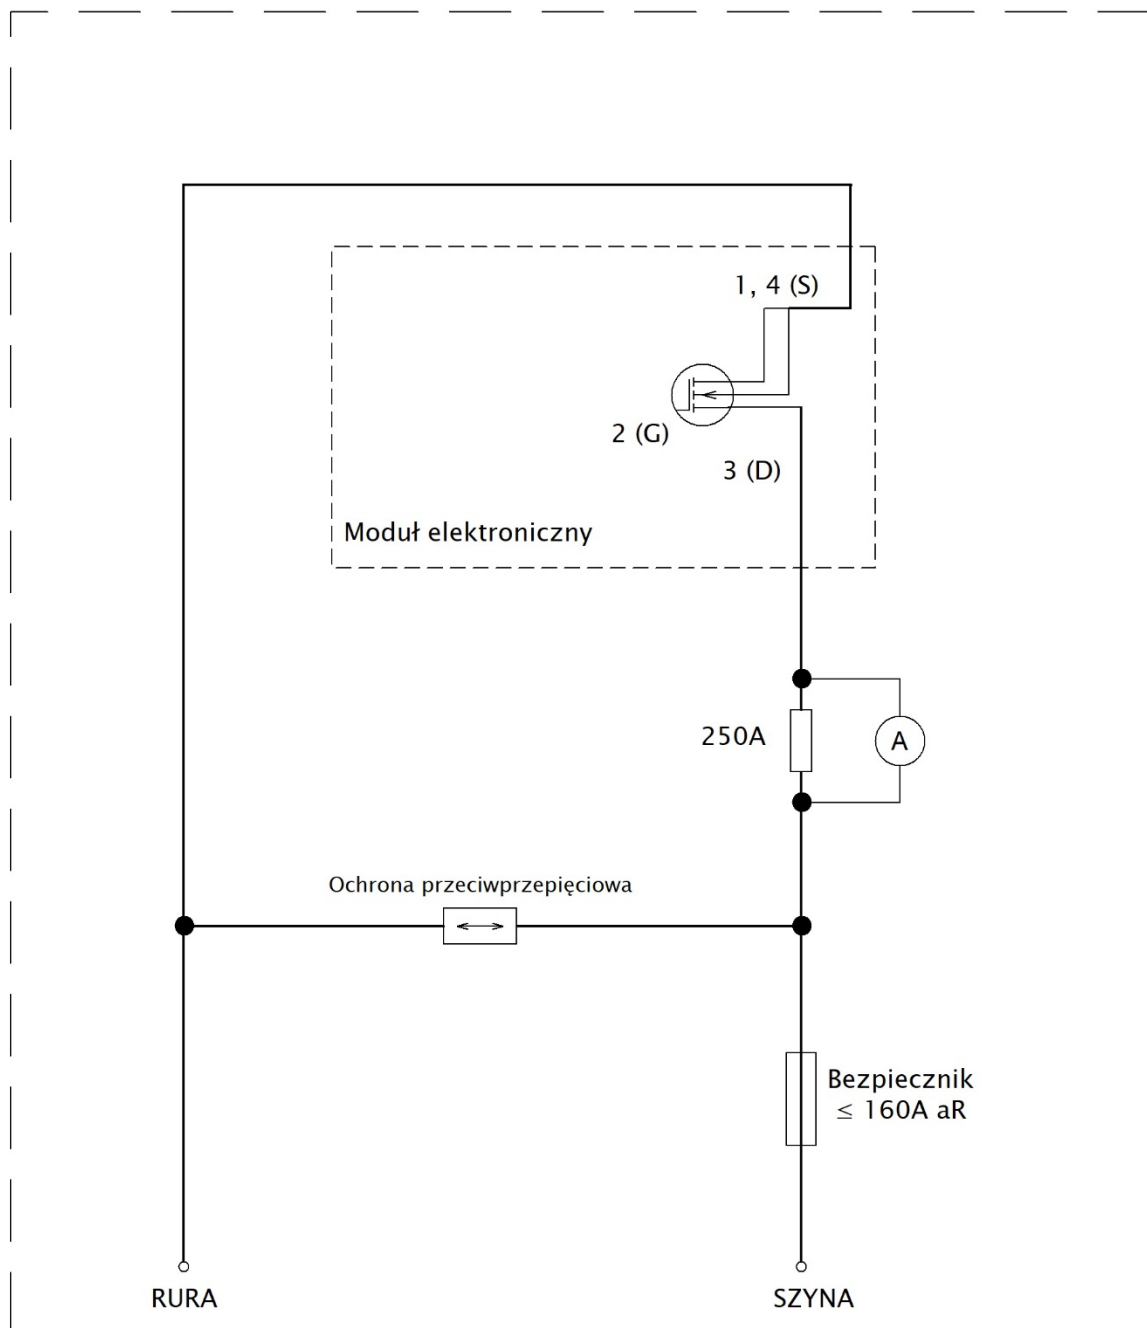 1, 4 (S)
2 (G)
3 (D)
Moduł elektroniczny
250A
A
Ochrona przeciwprzepięciowa
Bezpiecznik
≤ 160A aR
RURA
SZYNA